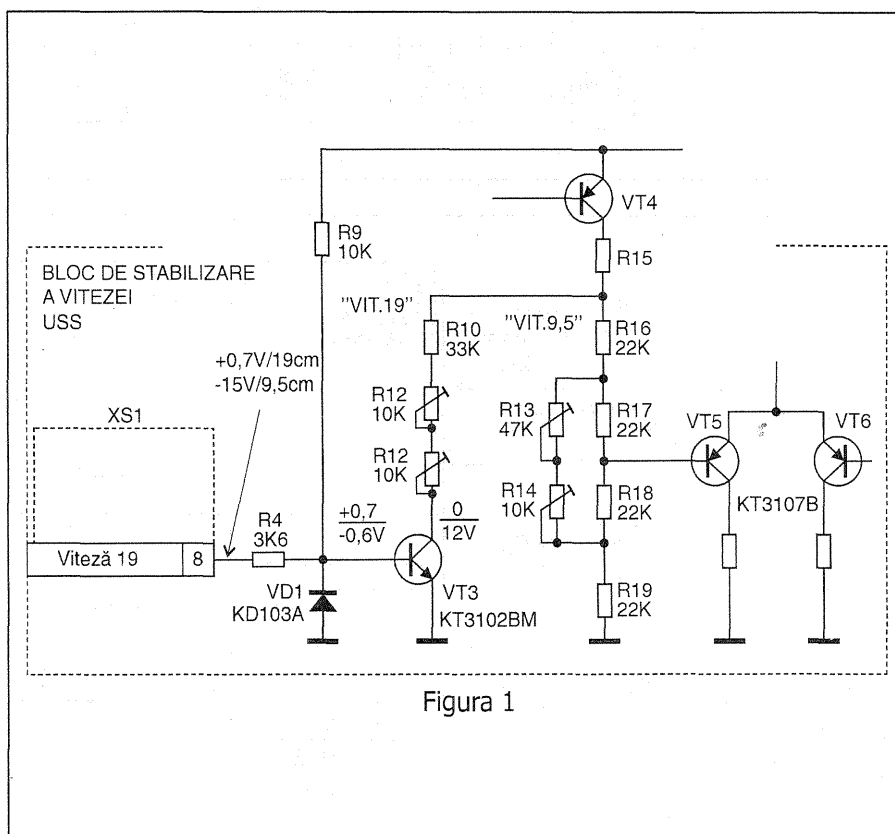 VT4
R9
10K
R15
BLOC DE STABILIZARE
A VITEZEI
USS
"VIT.19"
"VIT.9,5"
R10
33K
R16
22K
+0,7V/19cm
-15V/9,5cm
XS1
R12
10K
R13
47K
R17
22K
VT5
VT6
R12
10K
R14
10K
R18
22K
KT3107B
R4
3K6
+0,7
-0,6V
0
12V
Viteză 19
8
VD1
KD103A
VT3
KT3102BM
R19
22K
Figura 1